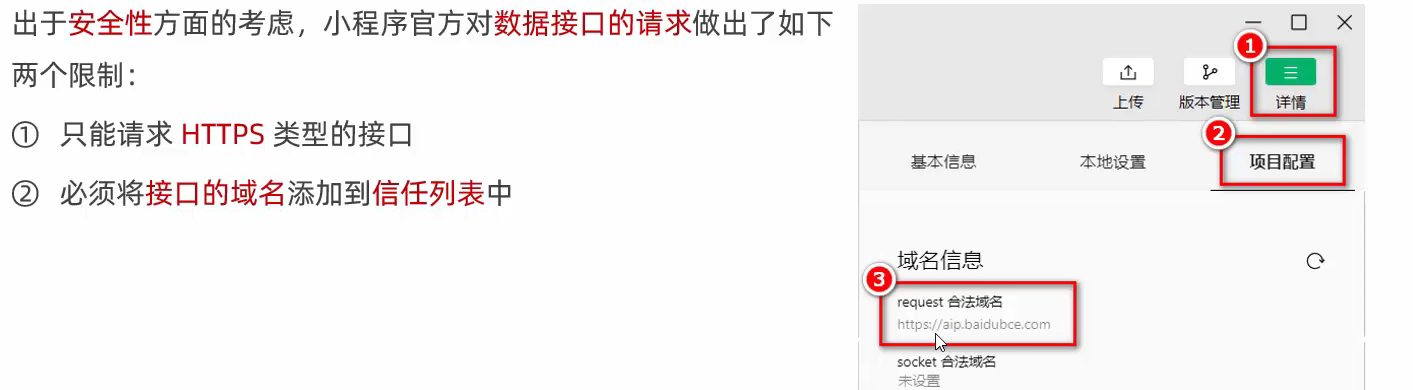 出于安全性方面的考虑，小程序官方对数据接口的请求做出了如下
两个限制：
① 只能请求 HTTPS 类型的接口
② 必须将接口的域名添加到信任列表中
1
上传 版本管理 详情
2
基本信息 本地设置 项目配置
域名信息
3
request 合法域名
https://aip.baidubce.com
socket 合法域名
未设置